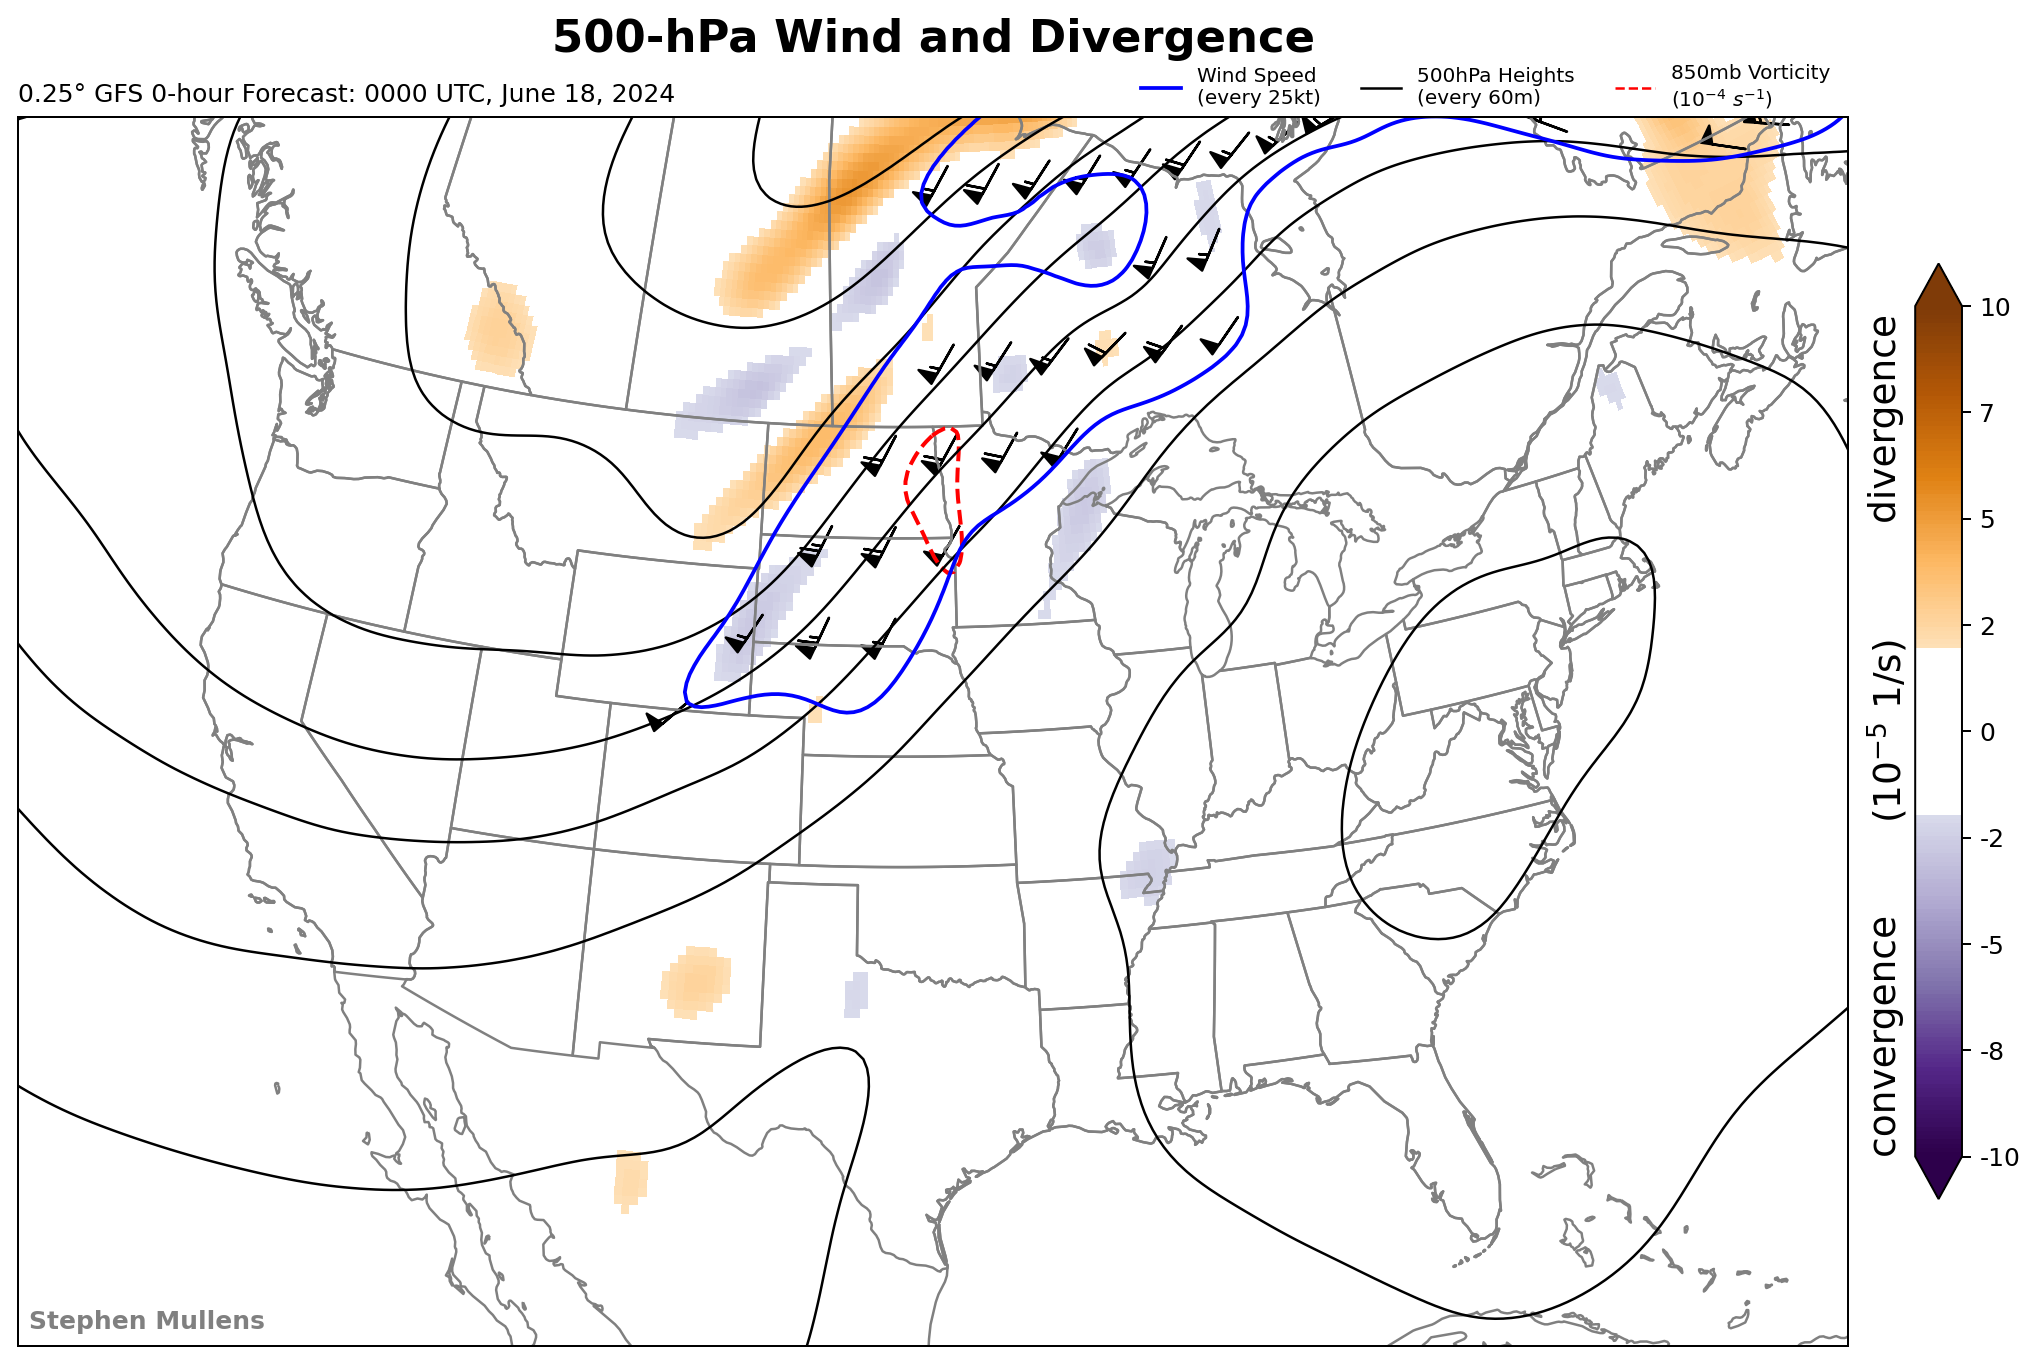 500-hPa Wind and Divergence
0.25° GFS 0-hour Forecast: 0000 UTC, June 18, 2024
Wind Speed
(every 25kt)
500hPa Heights
(every 60m)
850mb Vorticity
(10⁻⁴ s⁻¹)
10
7
5
2
0
-2
-5
-8
-10
convergence (10⁻⁵ 1/s) divergence
Stephen Mullens